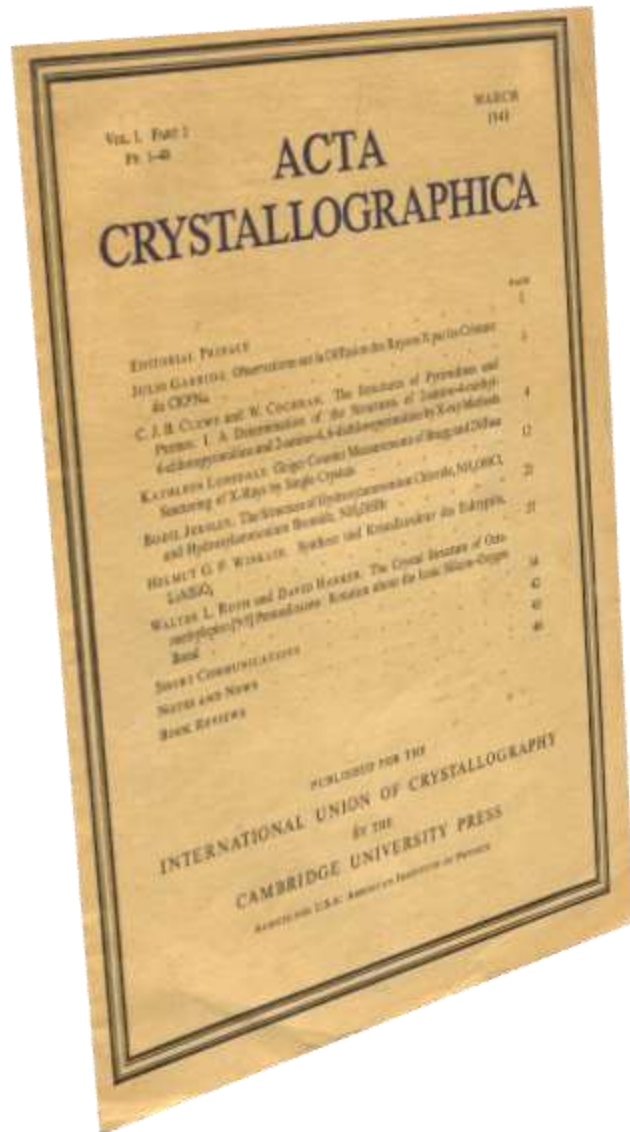 VOL. 1. PART 1
PP. 1–48
MARCH
1948
ACTA
CRYSTALLOGRAPHICA
PAGE
EDITORIAL PREFACE 1
JULIO GARRIDO. Observations sur la Diffusion des Rayons X par les Cristaux
de ClO₃Na 3
C. J. B. CLEWS and W. COCHRAN. The Structures of Pyrimidines and
Purines. I. A Determination of the Structures of 2-amino-4-methyl-
6-chloropyrimidine and 2-amino-4,6-dichloropyrimidine by X-ray Methods 4
KATHLEEN LONSDALE. Geiger-Counter Measurements of Bragg and Diffuse
Scattering of X-Rays by Single Crystals 12
BODIL JERSLEV. The Structure of Hydroxylammonium Chloride, NH₃OHCl,
and Hydroxylammonium Bromide, NH₃OHBr 21
HELMUT G. F. WINKLER. Synthese und Kristallstruktur des Eukryptits,
LiAlSiO₄ 27
WALTER L. ROTH and DAVID HARKER. The Crystal Structure of Octa-
methylspiro[5·5]Pentasiloxane: Rotation about the Ionic Silicon–Oxygen
Bond 34
SHORT COMMUNICATIONS 42
NOTES AND NEWS
BOOK REVIEWS
PUBLISHED FOR THE
INTERNATIONAL UNION OF CRYSTALLOGRAPHY
BY THE
CAMBRIDGE UNIVERSITY PRESS
AGENTS FOR U.S.A.: AMERICAN INSTITUTE OF PHYSICS